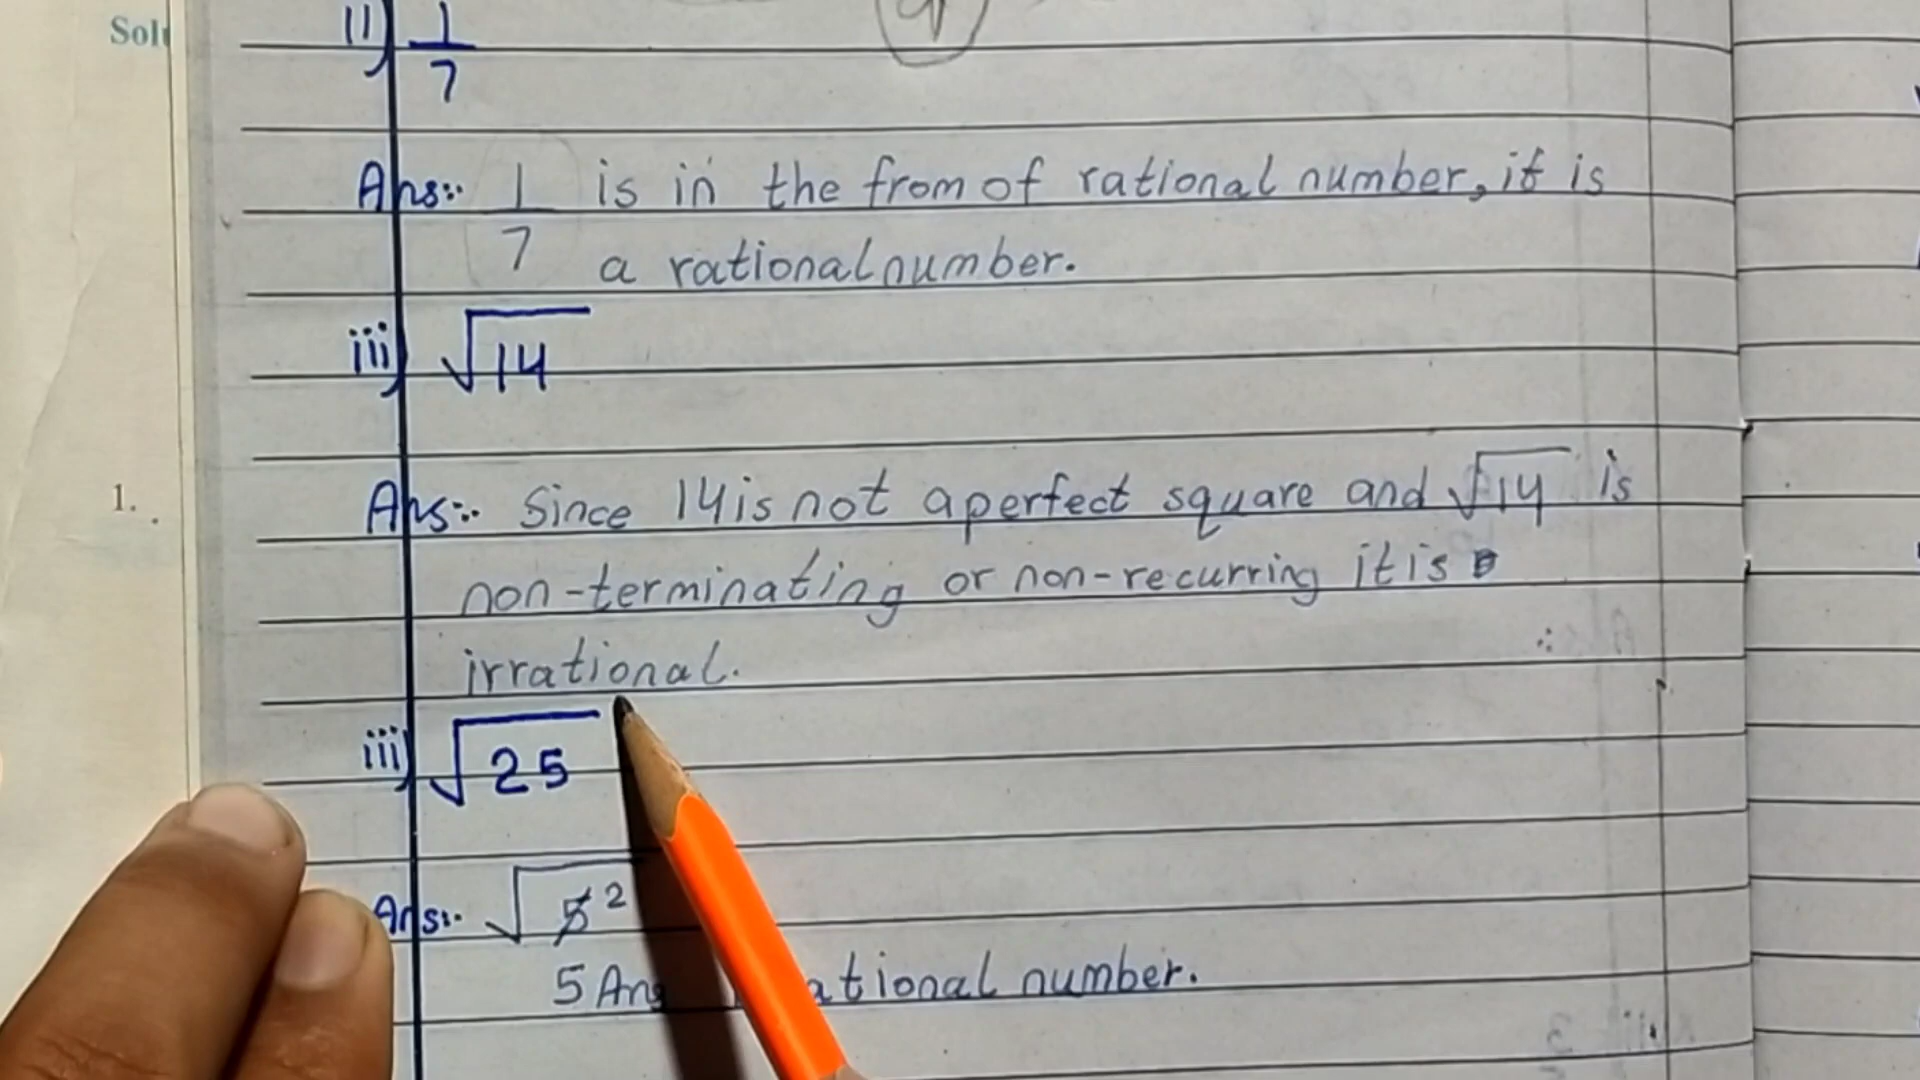 Solu
ii) 1/7
Ans:- 1/7 is in the from of rational number, it is
a rational number.
iii) √14
1.
Ans:- Since 14 is not a perfect square and √14 is
non-terminating or non-recurring it is
irrational.
iii) √25
Ans:- √5²
5 Ans ational number.